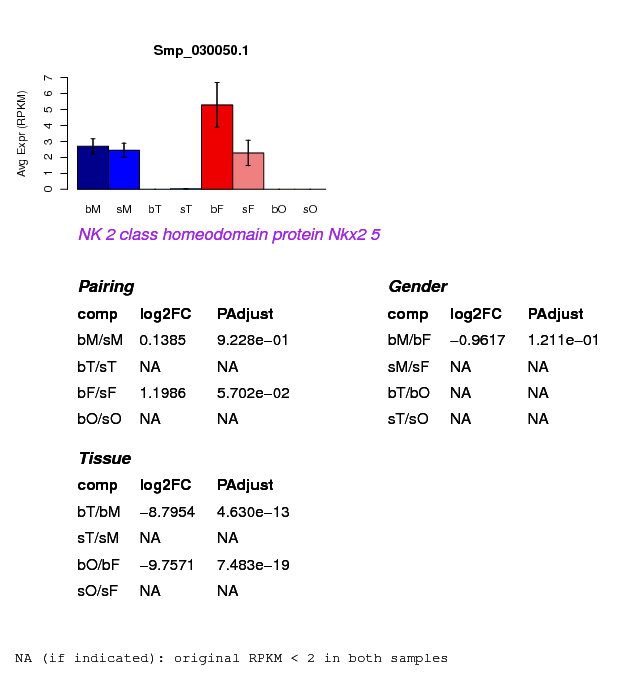 Smp_030050.1
Avg Expr (RPKM)
0 1 2 3 4 5 6 7
bM sM bT sT bF sF bO sO
NK 2 class homeodomain protein Nkx2 5
Pairing
comp log2FC PAdjust
bM/sM 0.1385 9.228e−01
bT/sT NA NA
bF/sF 1.1986 5.702e−02
bO/sO NA NA
Gender
comp log2FC PAdjust
bM/bF −0.9617 1.211e−01
sM/sF NA NA
bT/bO NA NA
sT/sO NA NA
Tissue
comp log2FC PAdjust
bT/bM −8.7954 4.630e−13
sT/sM NA NA
bO/bF −9.7571 7.483e−19
sO/sF NA NA
NA (if indicated): original RPKM < 2 in both samples